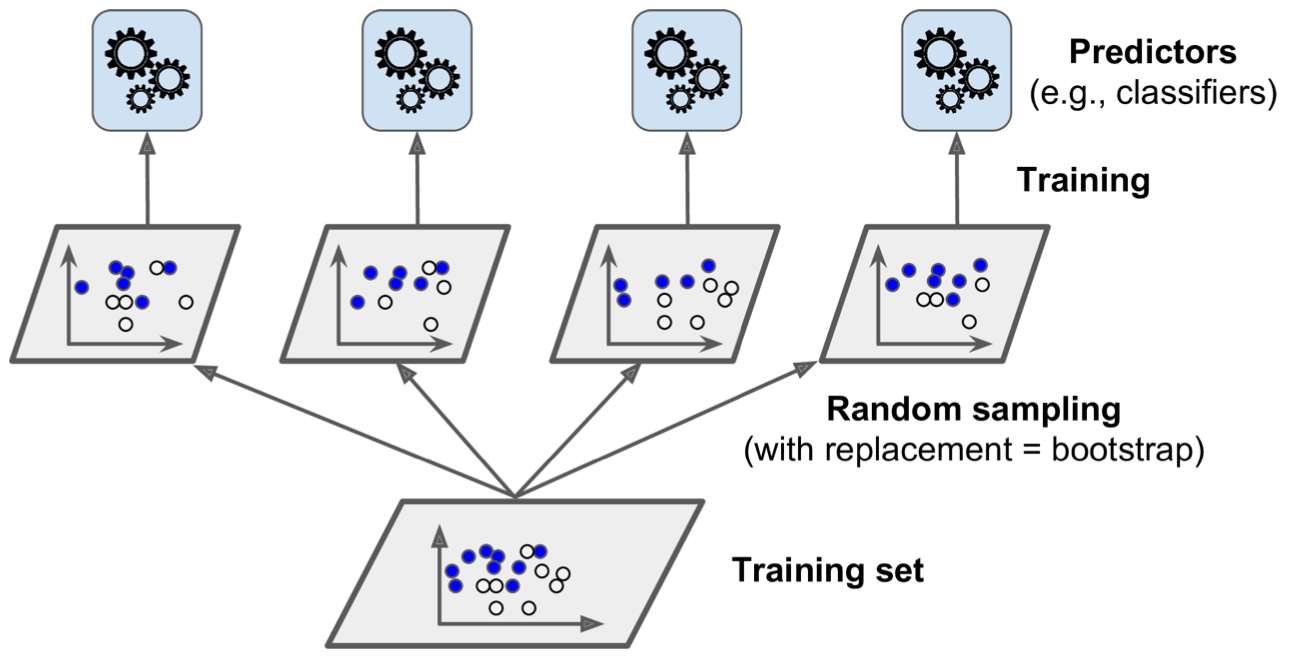 Predictors
(e.g., classifiers)
Training
Random sampling
(with replacement = bootstrap)
Training set